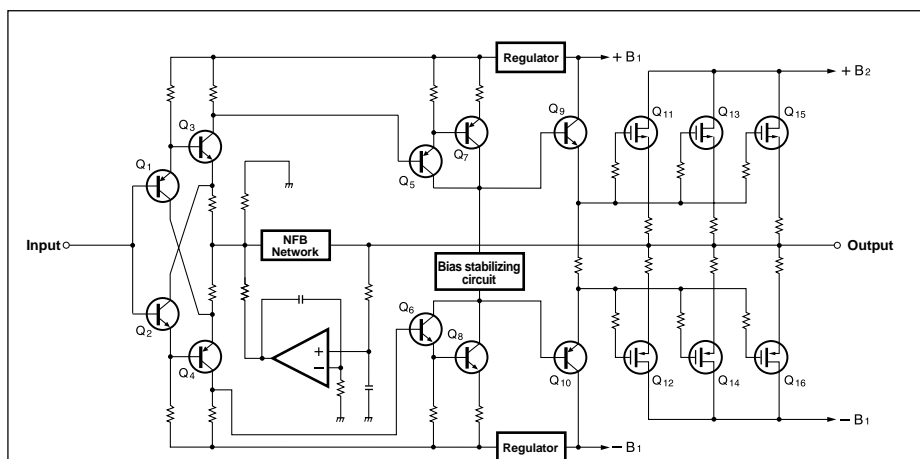 Regulator
+ B1
+ B2
Q9
Q11
Q13
Q15
Q3
Q1
Q5
Q7
Input
NFB
Network
Output
Bias stabilizing
circuit
Q6
Q2
Q8
+
−
Q4
Q10
Q12
Q14
Q16
− B1
Regulator
− B1